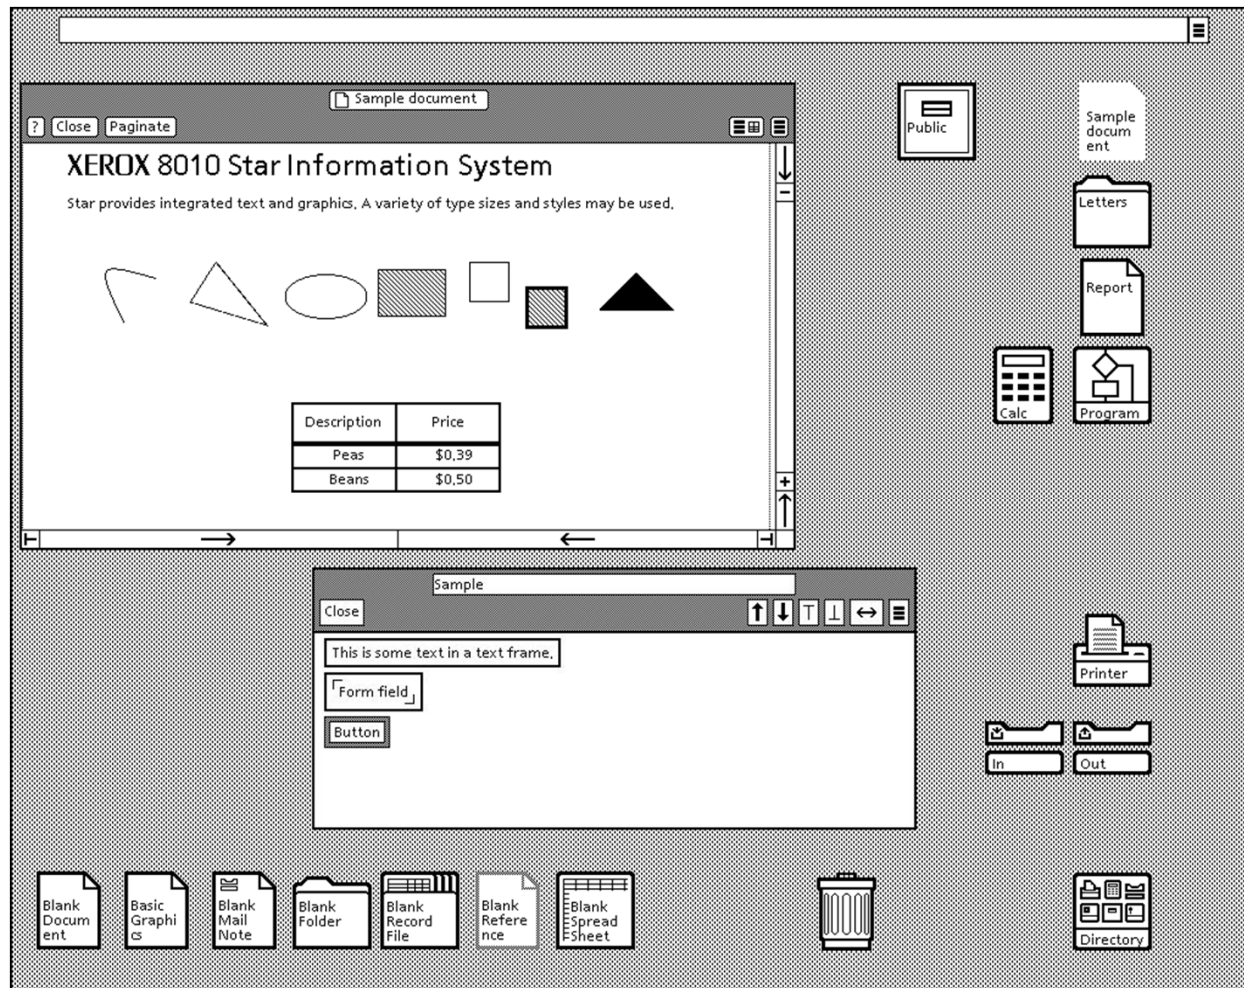 Sample document
? Close Paginate
XEROX 8010 Star Information System
Star provides integrated text and graphics. A variety of type sizes and styles may be used.
Description Price
Peas $0.39
Beans $0.50
Public
Sample
docum
ent
Letters
Report
Calc
Program
Sample
Close
This is some text in a text frame.
Form field
Button
Printer
In
Out
Blank
Docum
ent
Basic
Graphi
cs
Blank
Mail
Note
Blank
Folder
Blank
Record
File
Blank
Refere
nce
Blank
Spread
Sheet
Directory